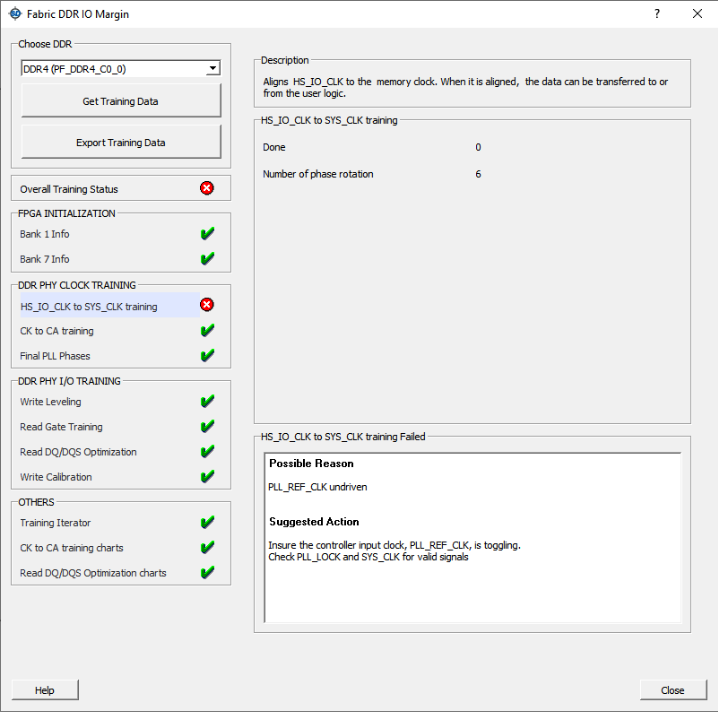 Fabric DDR IO Margin
?
Choose DDR
DDR4 (PF_DDR4_C0_0)
Get Training Data
Export Training Data
Overall Training Status
FPGA INITIALIZATION
Bank 1 Info
Bank 7 Info
DDR PHY CLOCK TRAINING
HS_IO_CLK to SYS_CLK training
CK to CA training
Final PLL Phases
DDR PHY I/O TRAINING
Write Leveling
Read Gate Training
Read DQ/DQS Optimization
Write Calibration
OTHERS
Training Iterator
CK to CA training charts
Read DQ/DQS Optimization charts
Description
Aligns HS_IO_CLK to the memory clock. When it is aligned, the data can be transferred to or
from the user logic.
HS_IO_CLK to SYS_CLK training
Done 0
Number of phase rotation 6
HS_IO_CLK to SYS_CLK training Failed
Possible Reason
PLL_REF_CLK undriven
Suggested Action
Insure the controller input clock, PLL_REF_CLK, is toggling.
Check PLL_LOCK and SYS_CLK for valid signals
Help
Close